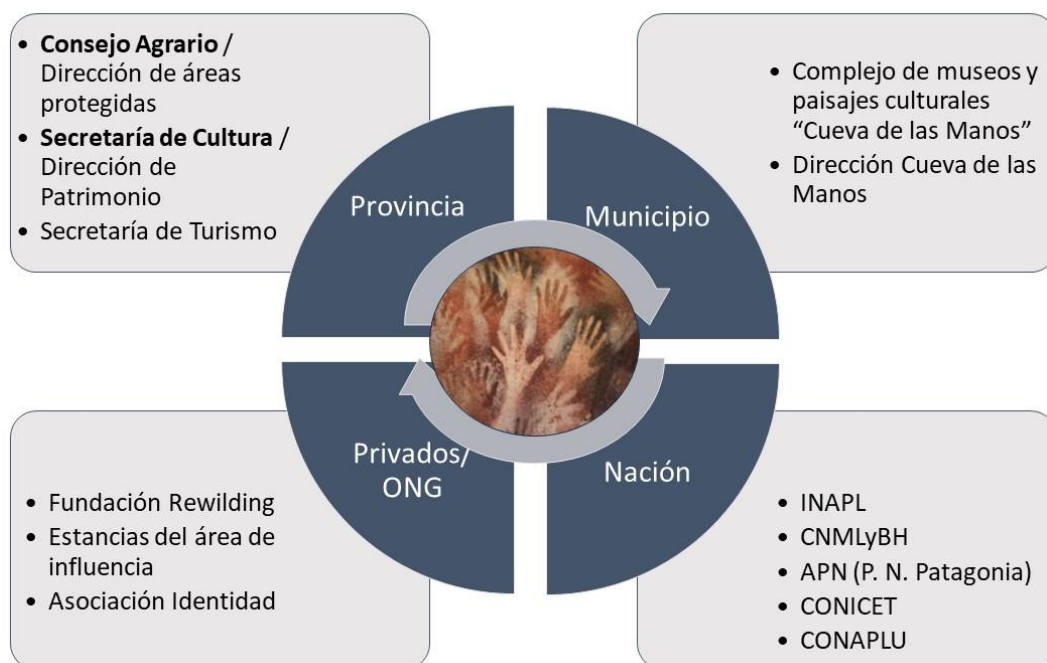 • Consejo Agrario /
Dirección de áreas
protegidas
• Secretaría de Cultura /
Dirección de
Patrimonio
• Secretaría de Turismo
Provincia
• Complejo de museos y
paisajes culturales
“Cueva de las Manos”
• Dirección Cueva de las
Manos
Municipio
Privados/
ONG
• Fundación Rewilding
• Estancias del área de
influencia
• Asociación Identidad
Nación
• INAPL
• CNMLyBH
• APN (P. N. Patagonia)
• CONICET
• CONAPLU